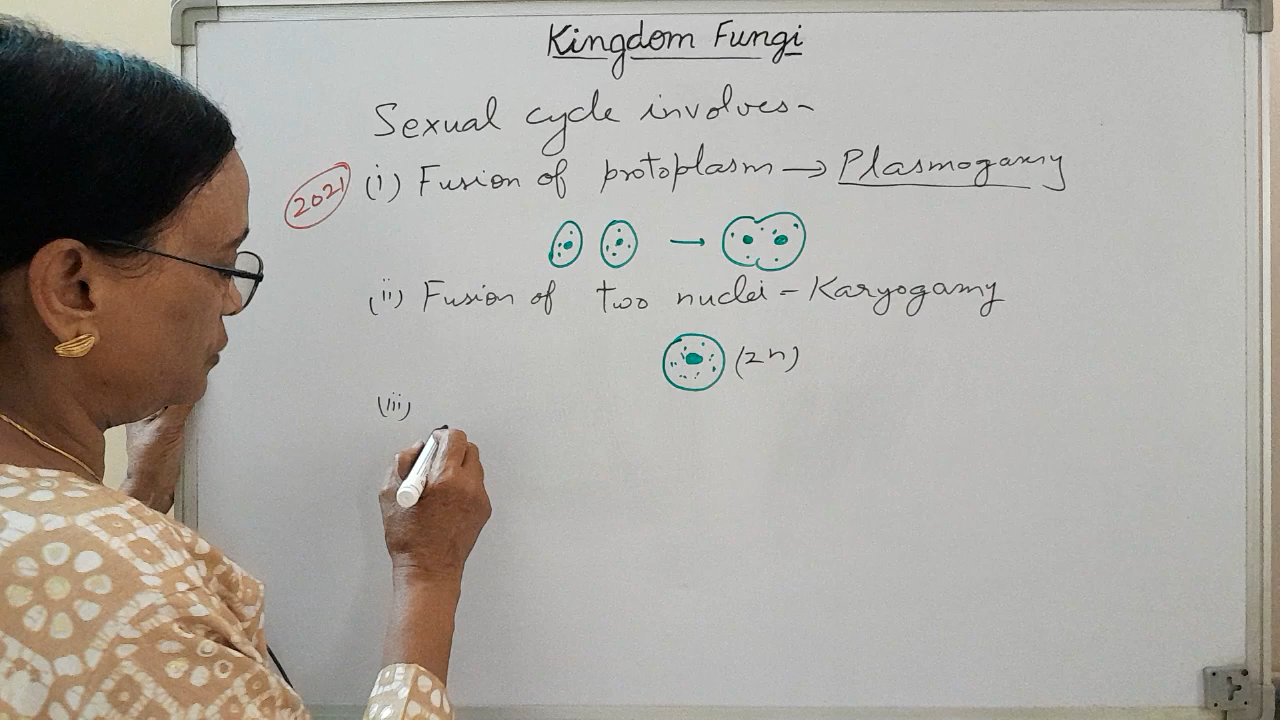 Kingdom Fungi
Sexual cycle involves-
2021 (i) Fusion of protoplasm → Plasmogamy
(ii) Fusion of two nuclei - Karyogamy
(2n)
(iii)